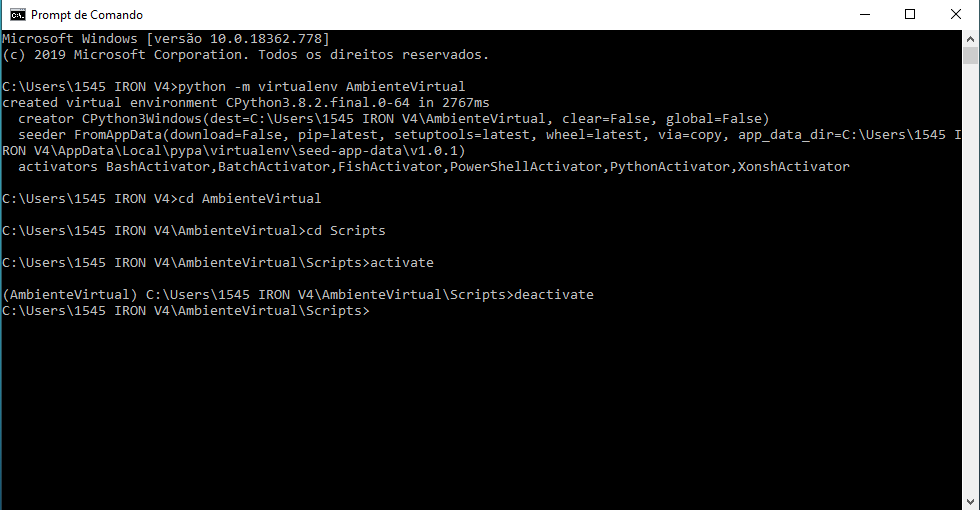 Prompt de Comando
Microsoft Windows [versão 10.0.18362.778]
(c) 2019 Microsoft Corporation. Todos os direitos reservados.
C:\Users\1545 IRON V4>python -m virtualenv AmbienteVirtual
created virtual environment CPython3.8.2.final.0-64 in 2767ms
  creator CPython3Windows(dest=C:\Users\1545 IRON V4\AmbienteVirtual, clear=False, global=False)
  seeder FromAppData(download=False, pip=latest, setuptools=latest, wheel=latest, via=copy, app_data_dir=C:\Users\1545 I
RON V4\AppData\Local\pypa\virtualenv\seed-app-data\v1.0.1)
  activators BashActivator,BatchActivator,FishActivator,PowerShellActivator,PythonActivator,XonshActivator
C:\Users\1545 IRON V4>cd AmbienteVirtual
C:\Users\1545 IRON V4\AmbienteVirtual>cd Scripts
C:\Users\1545 IRON V4\AmbienteVirtual\Scripts>activate
(AmbienteVirtual) C:\Users\1545 IRON V4\AmbienteVirtual\Scripts>deactivate
C:\Users\1545 IRON V4\AmbienteVirtual\Scripts>